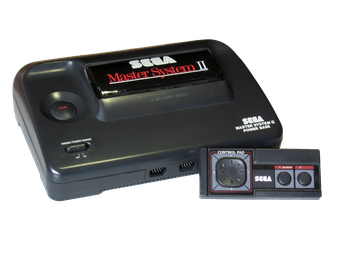 SEGA
Master System II
SEGA
MASTER SYSTEM II
POWER BASE
CONTROL PAD
SEGA